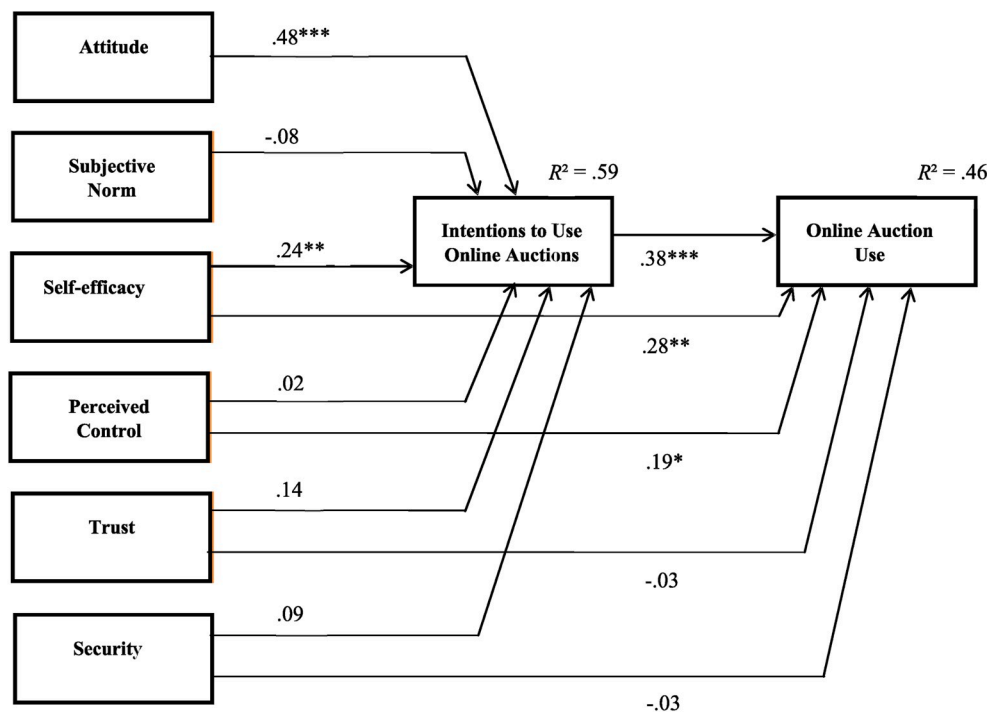 Attitude
.48***
Subjective
Norm
-.08
R² = .59
R² = .46
Intentions to Use
Online Auctions
.38***
Online Auction
Use
Self-efficacy
.24**
.28**
Perceived
Control
.02
.19*
Trust
.14
-.03
Security
.09
-.03